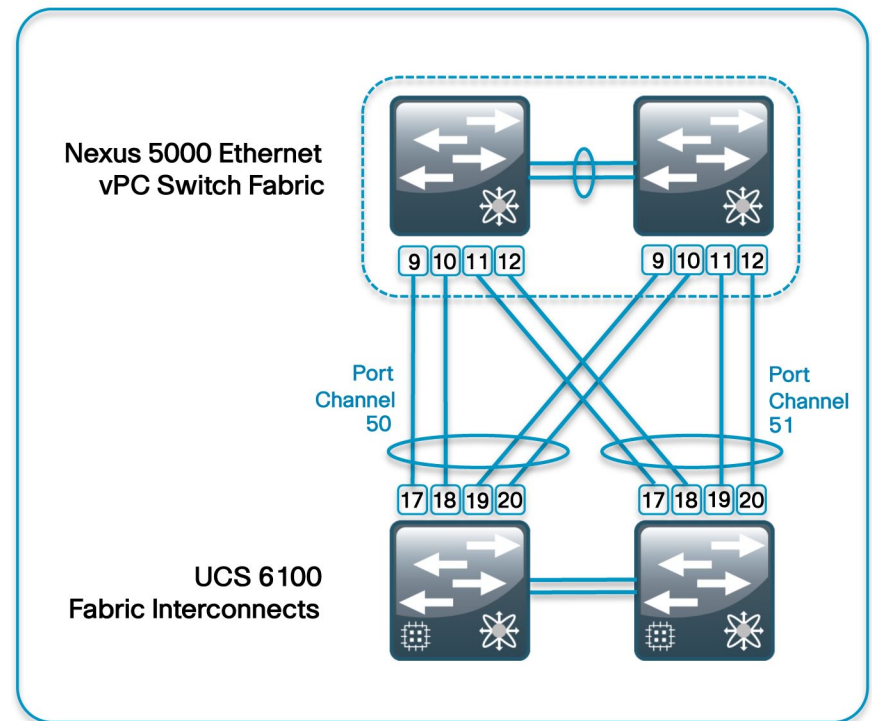 Nexus 5000 Ethernet
vPC Switch Fabric
9 10 11 12
9 10 11 12
Port
Channel
50
Port
Channel
51
17 18 19 20
17 18 19 20
UCS 6100
Fabric Interconnects